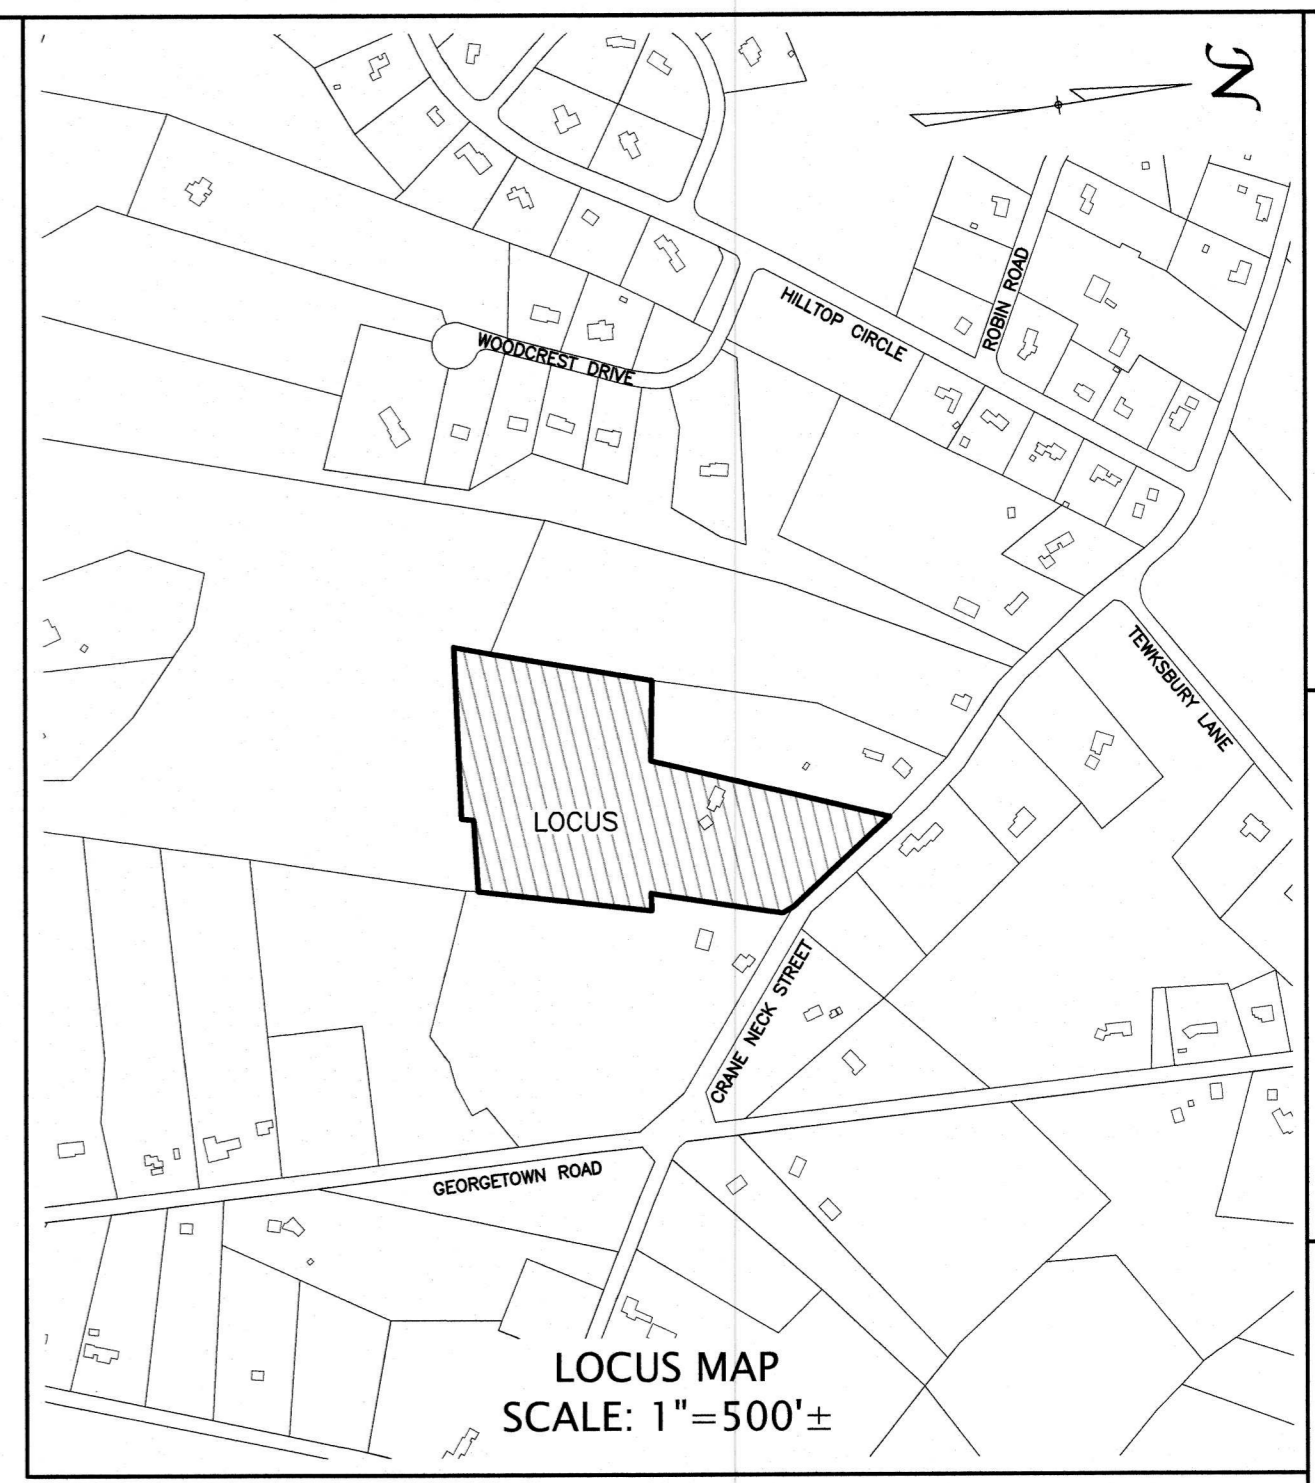 N
ROBIN ROAD
HILLTOP CIRCLE
WOODCREST DRIVE
TEWKSBURY LANE
LOCUS
CRANE NECK STREET
GEORGETOWN ROAD
LOCUS MAP
SCALE: 1"=500'±